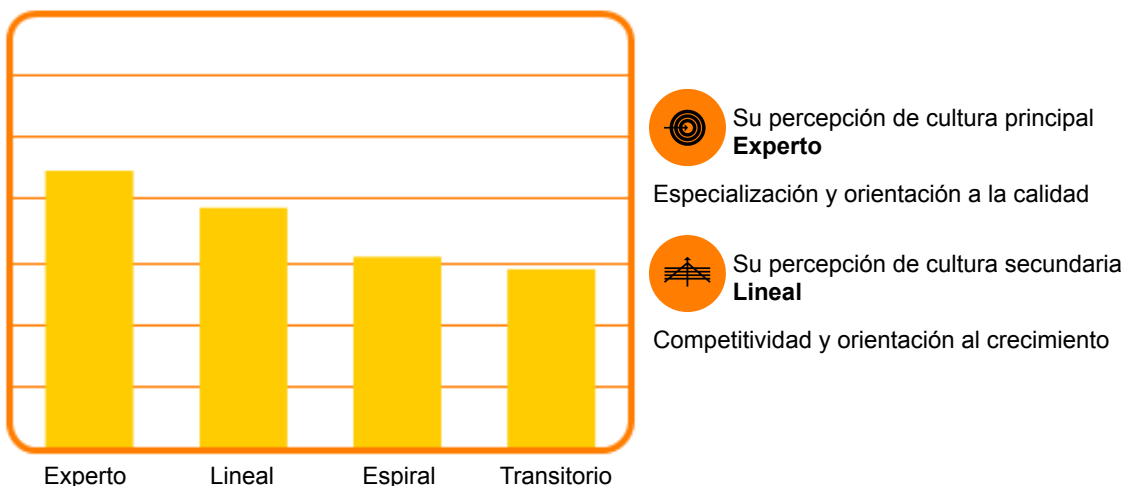 Su percepción de cultura principal
Experto
Especialización y orientación a la calidad
Su percepción de cultura secundaria
Lineal
Competitividad y orientación al crecimiento
Experto Lineal Espiral Transitorio